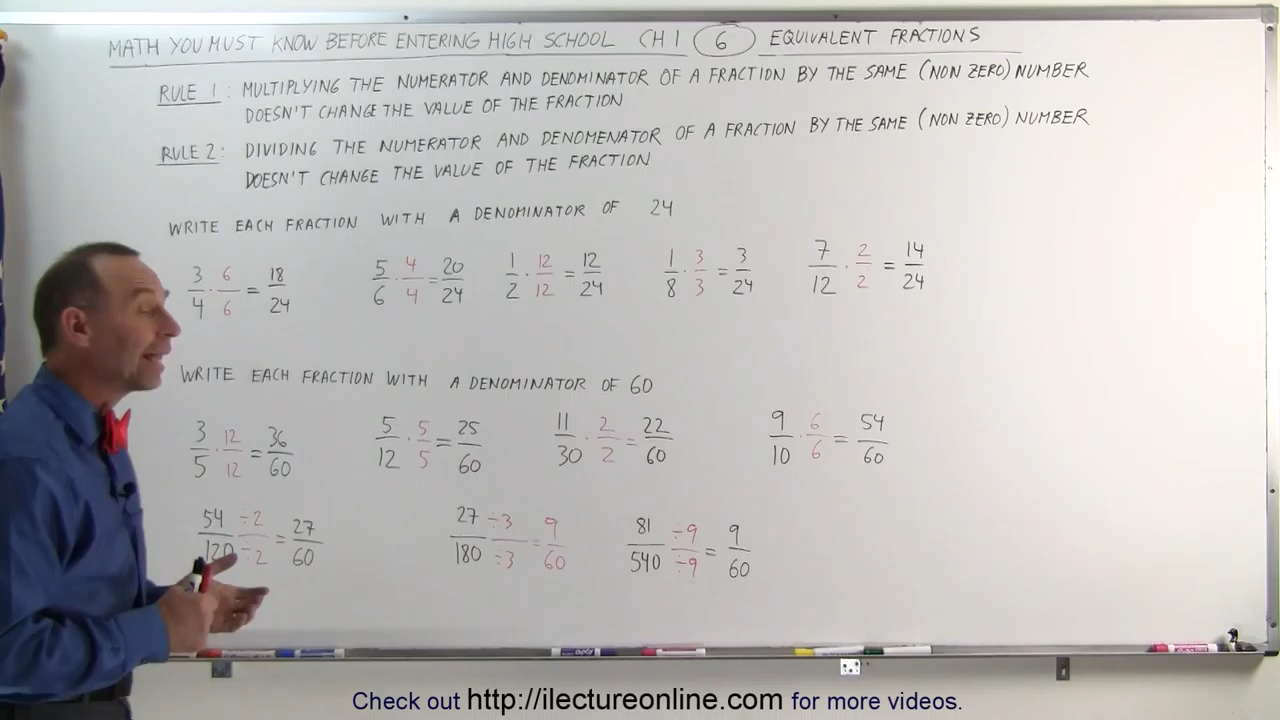 MATH YOU MUST KNOW BEFORE ENTERING HIGH SCHOOL CH 1 6 EQUIVALENT FRACTIONS
RULE 1: MULTIPLYING THE NUMERATOR AND DENOMINATOR OF A FRACTION BY THE SAME (NON ZERO) NUMBER
DOESN'T CHANGE THE VALUE OF THE FRACTION
RULE 2: DIVIDING THE NUMERATOR AND DENOMENATOR OF A FRACTION BY THE SAME (NON ZERO) NUMBER
DOESN'T CHANGE THE VALUE OF THE FRACTION
WRITE EACH FRACTION WITH A DENOMINATOR OF 24
3/4 · 6/6 = 18/24 5/6 · 4/4 = 20/24 1/2 · 12/12 = 12/24 1/8 · 3/3 = 3/24 7/12 · 2/2 = 14/24
WRITE EACH FRACTION WITH A DENOMINATOR OF 60
3/5 · 12/12 = 36/60 5/12 · 5/5 = 25/60 11/30 · 2/2 = 22/60 9/10 · 6/6 = 54/60
54/120 ÷2/÷2 = 27/60 27/180 ÷3/÷3 = 9/60 81/540 ÷9/÷9 = 9/60
Check out http://ilectureonline.com for more videos.